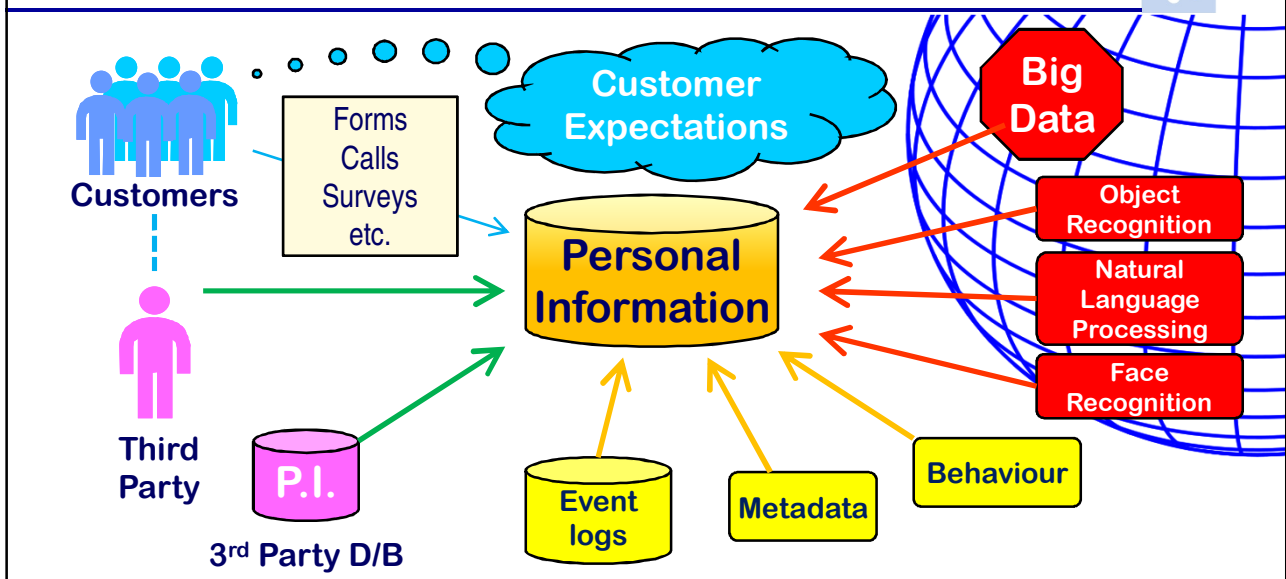 Customers
Forms
Calls
Surveys
etc.
Customer
Expectations
Big
Data
Personal
Information
Object
Recognition
Natural
Language
Processing
Face
Recognition
Third
Party
P.I.
3rd Party D/B
Event
logs
Metadata
Behaviour